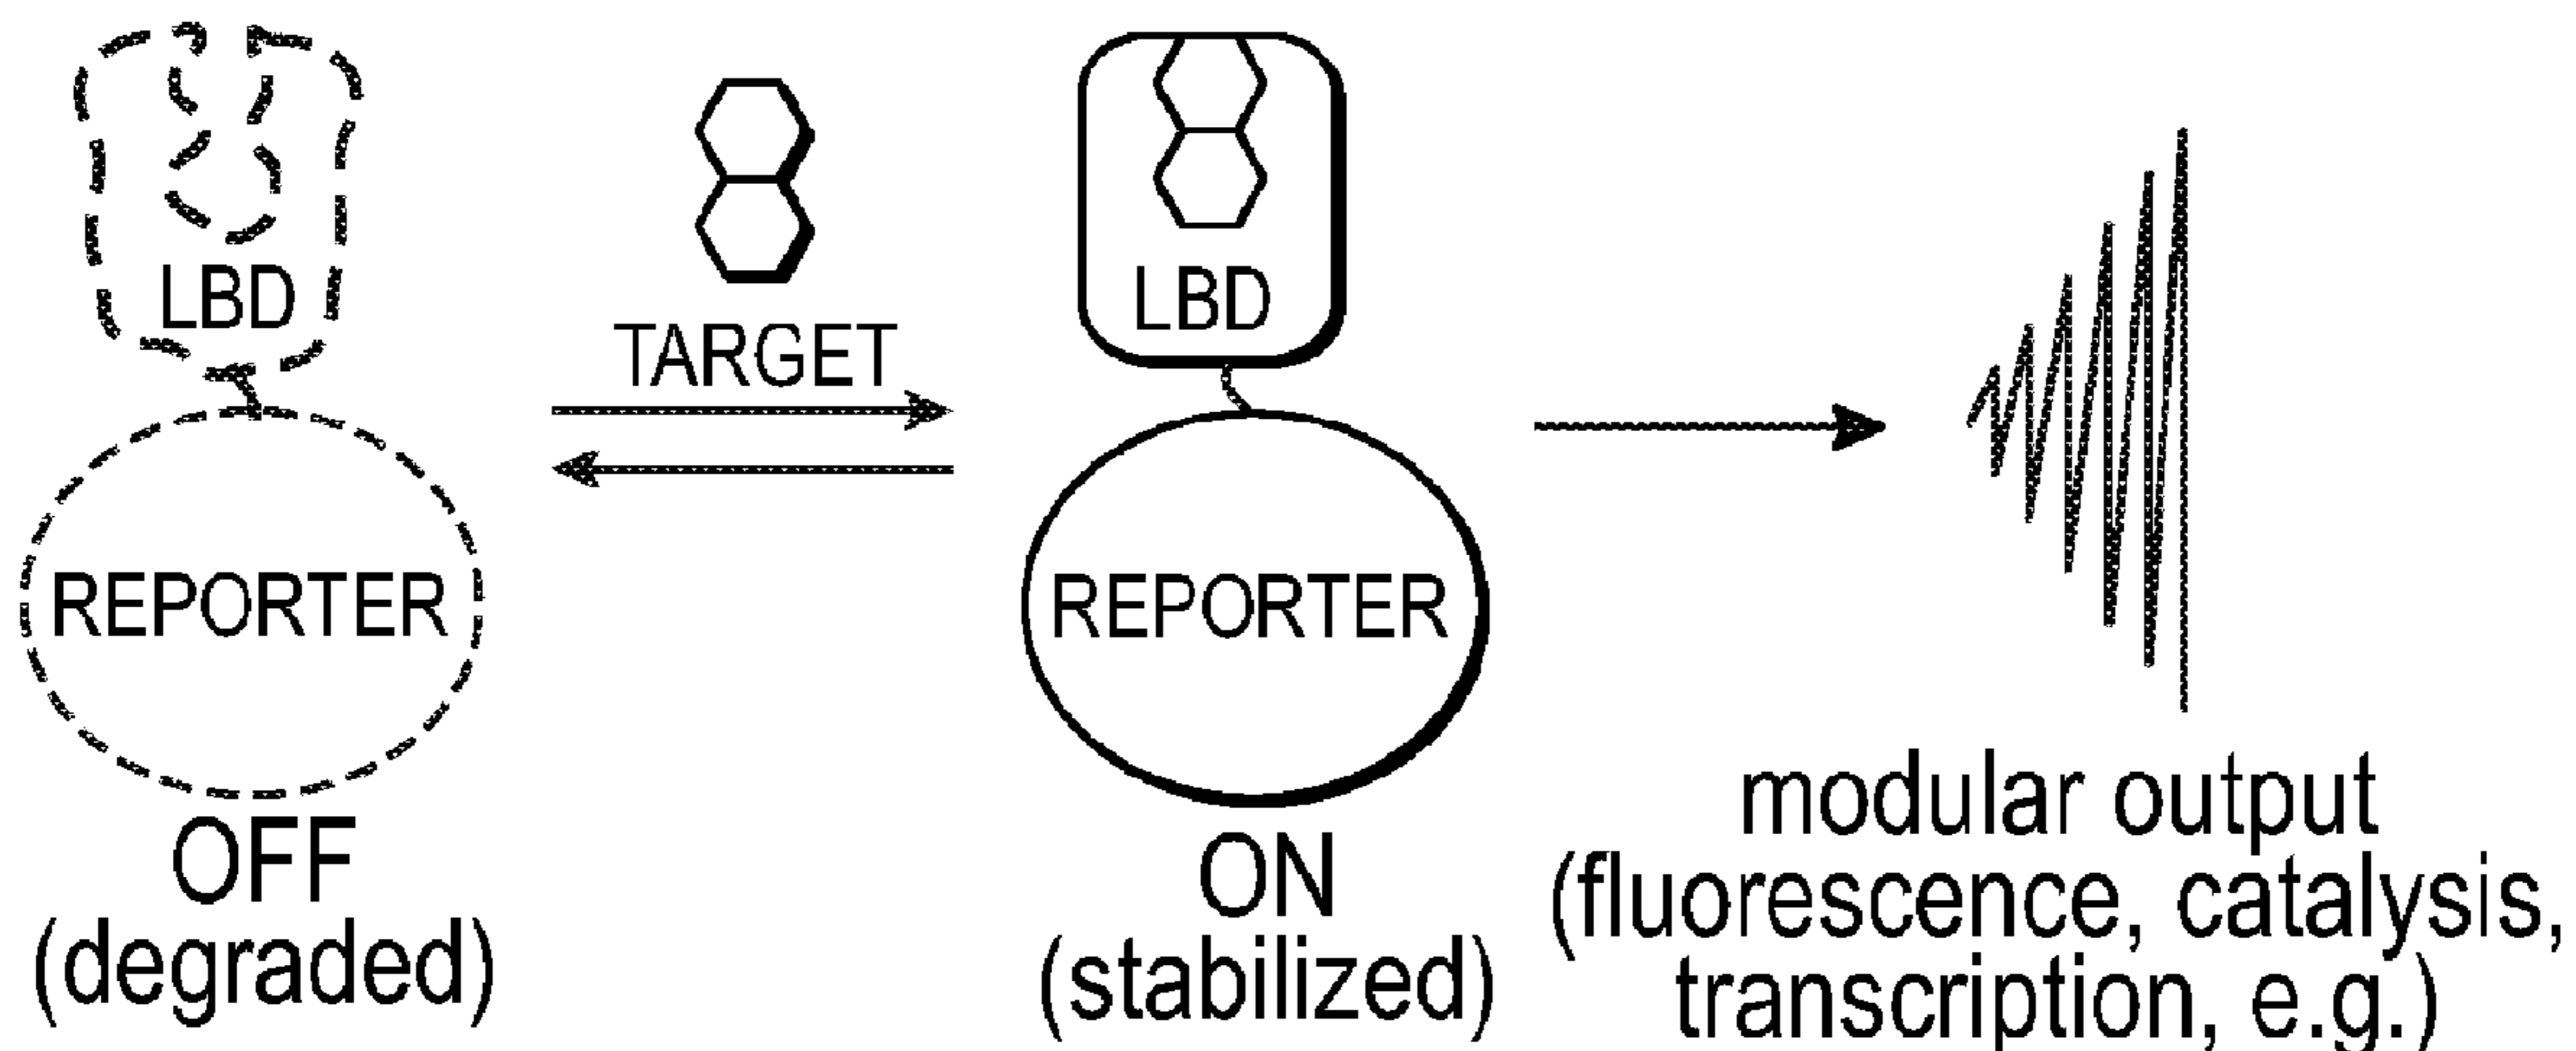 LBD
REPORTER
OFF
(degraded)
TARGET
LBD
REPORTER
ON
(stabilized)
modular output
(fluorescence, catalysis,
transcription, e.g.)